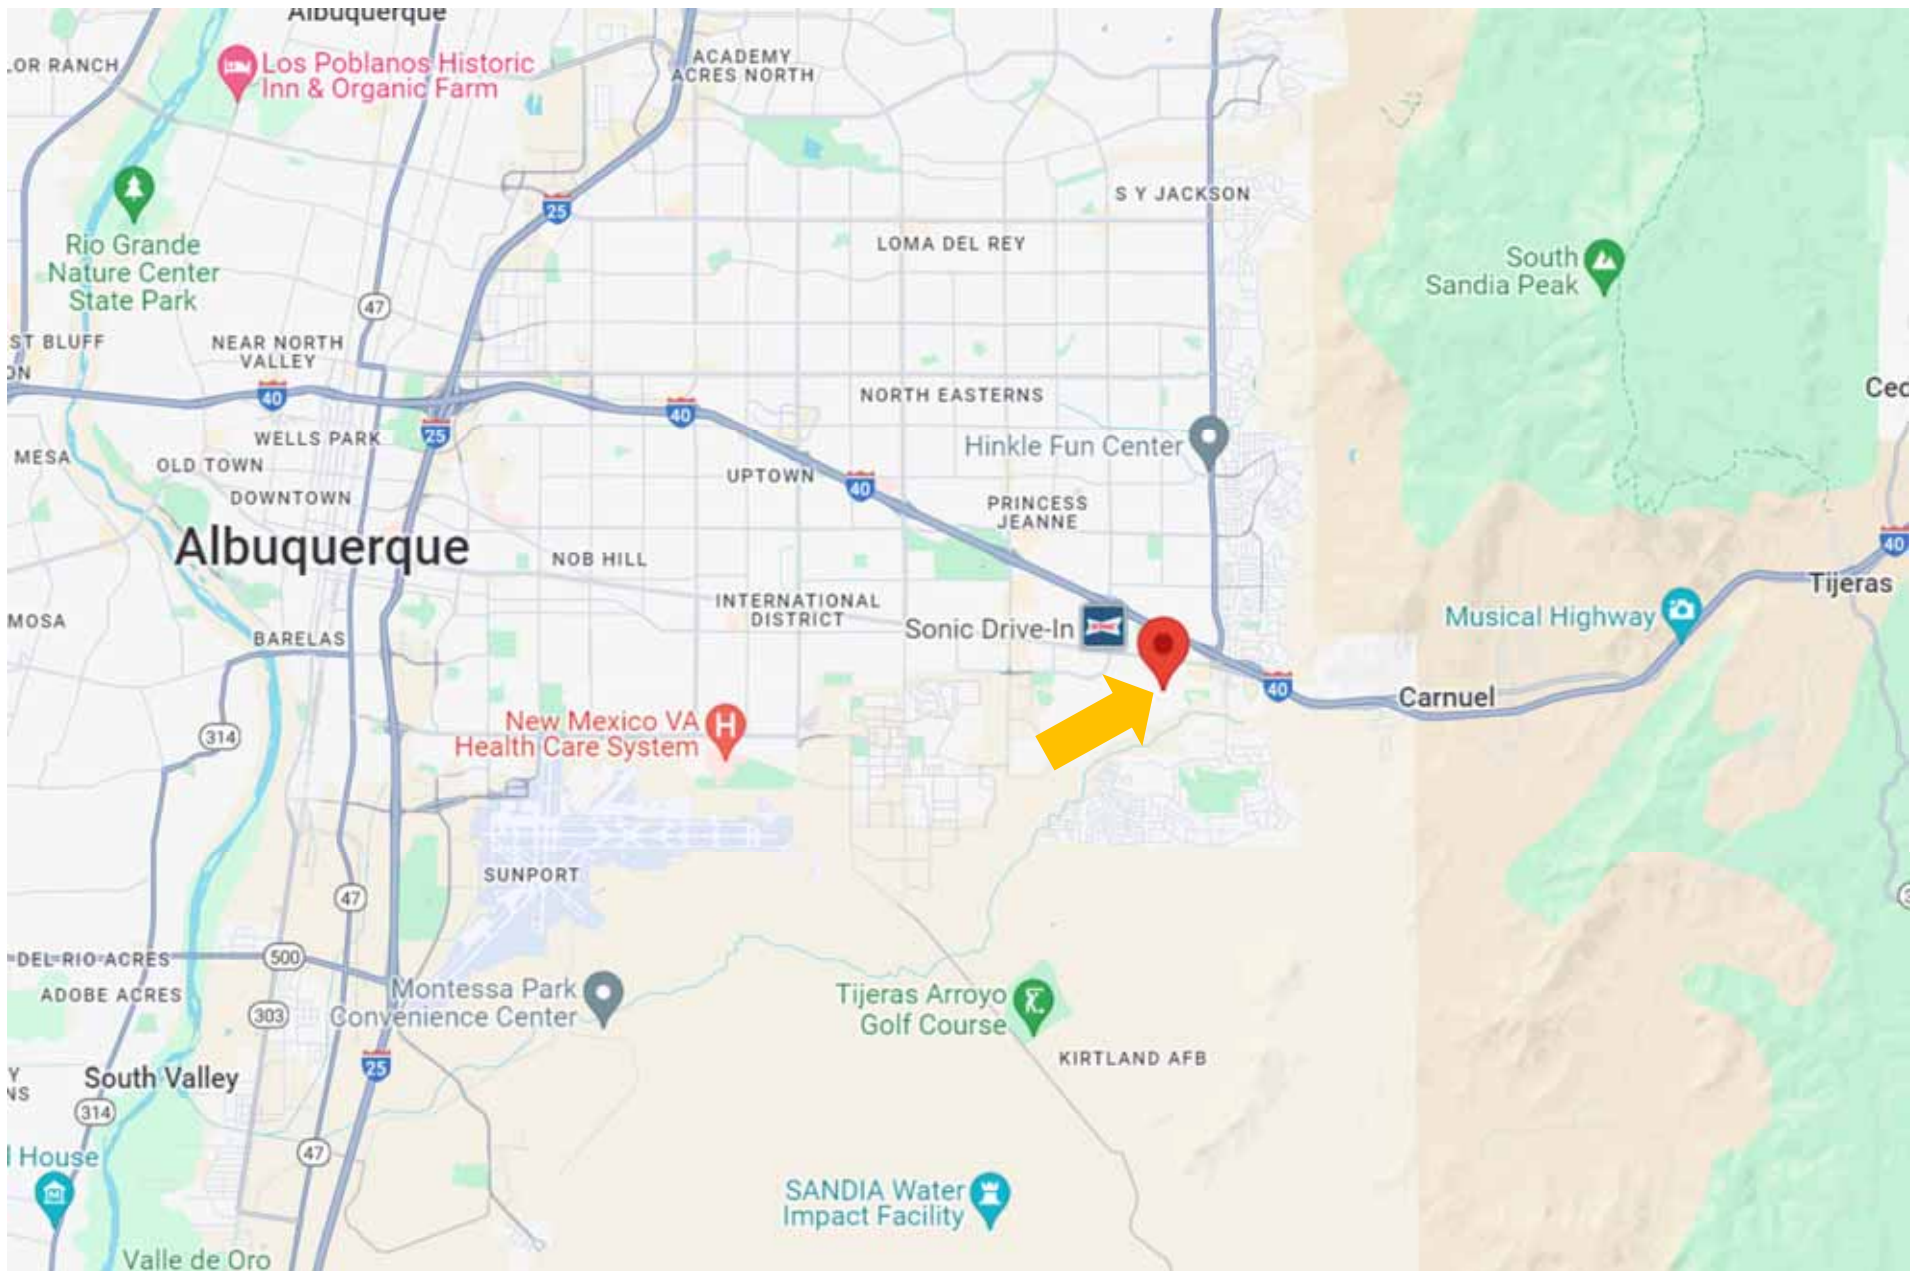 Albuquerque
LOR RANCH
Los Poblanos Historic
Inn & Organic Farm
ACADEMY
ACRES NORTH
25
S Y JACKSON
Rio Grande
Nature Center
State Park
LOMA DEL REY
South
Sandia Peak
47
ST BLUFF
ON
NEAR NORTH
VALLEY
40
40
25
NORTH EASTERNS
Ced
WELLS PARK
Hinkle Fun Center
MESA
OLD TOWN
DOWNTOWN
UPTOWN
40
PRINCESS
JEANNE
Albuquerque
NOB HILL
40
Tijeras
INTERNATIONAL
DISTRICT
MOSA
BARELAS
Sonic Drive-In
SONIC
Musical Highway
40
Carnuel
314
New Mexico VA
Health Care System
H
SUNPORT
47
DEL RIO ACRES
500
ADOBE ACRES
303
Montessa Park
Convenience Center
Tijeras Arroyo
Golf Course
KIRTLAND AFB
25
Y
NS
South Valley
314
47
l House
M
SANDIA Water
Impact Facility
Valle de Oro